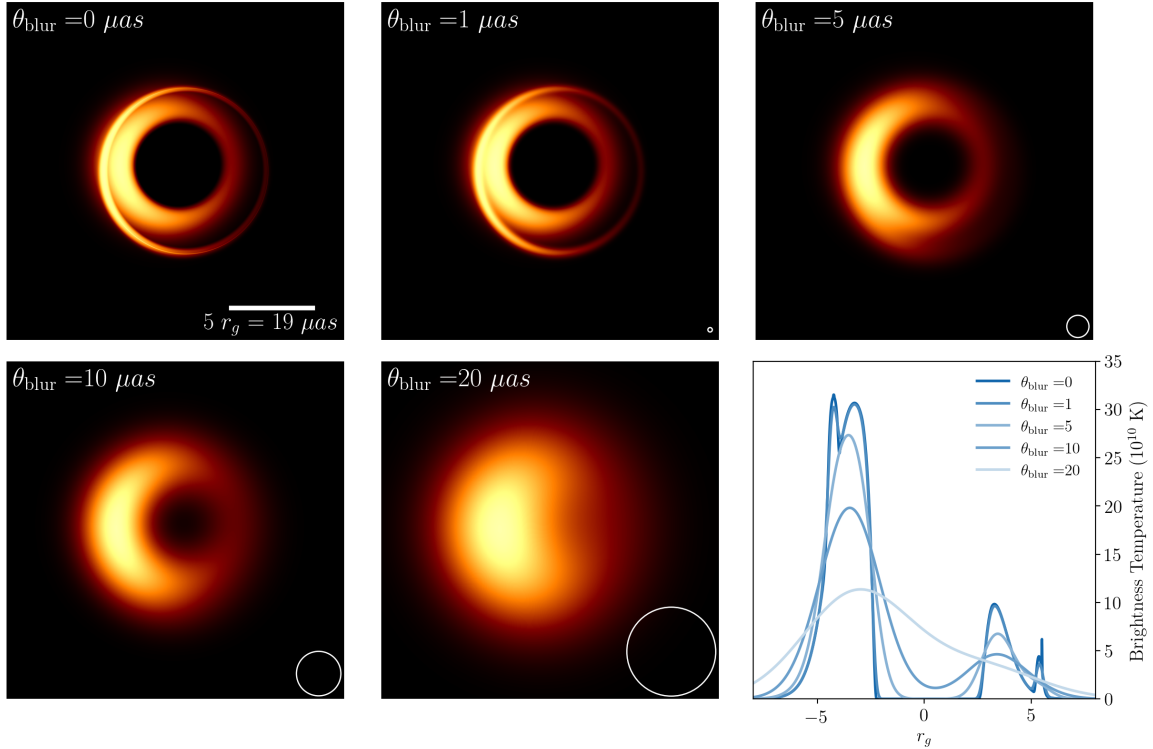 θblur =0 μas
θblur =1 μas
θblur =5 μas
5 rg = 19 μas
θblur =10 μas
θblur =20 μas
θblur =0
θblur =1
θblur =5
θblur =10
θblur =20
35
30
25
20
15
10
5
0
Brightness Temperature (10¹⁰ K)
−5
0
5
rg